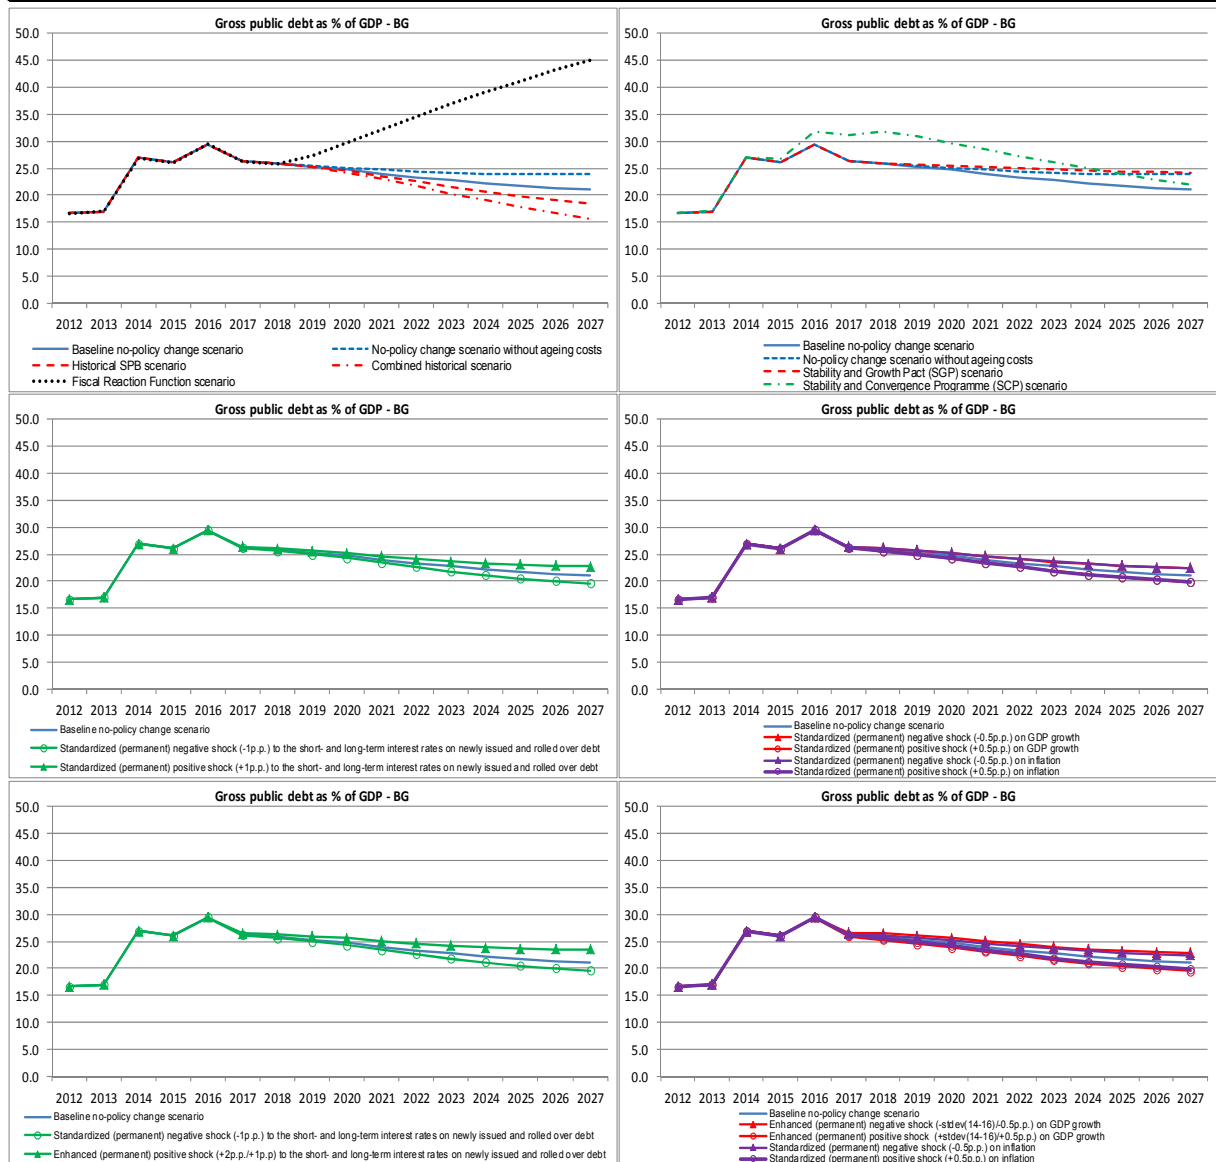 Gross public debt as % of GDP - BG
50.0
45.0
40.0
35.0
30.0
25.0
20.0
15.0
10.0
5.0
0.0
2012 2013 2014 2015 2016 2017 2018 2019 2020 2021 2022 2023 2024 2025 2026 2027
Baseline no-policy change scenario
No-policy change scenario without ageing costs
Historical SPB scenario
Combined historical scenario
Fiscal Reaction Function scenario
Gross public debt as % of GDP - BG
50.0
45.0
40.0
35.0
30.0
25.0
20.0
15.0
10.0
5.0
0.0
2012 2013 2014 2015 2016 2017 2018 2019 2020 2021 2022 2023 2024 2025 2026 2027
Baseline no-policy change scenario
No-policy change scenario without ageing costs
Stability and Growth Pact (SGP) scenario
Stability and Convergence Programme (SCP) scenario
Gross public debt as % of GDP - BG
50.0
45.0
40.0
35.0
30.0
25.0
20.0
15.0
10.0
5.0
0.0
2012 2013 2014 2015 2016 2017 2018 2019 2020 2021 2022 2023 2024 2025 2026 2027
Baseline no-policy change scenario
Standardized (permanent) negative shock (-1p.p.) to the short- and long-term interest rates on newly issued and rolled over debt
Standardized (permanent) positive shock (+1p.p.) to the short- and long-term interest rates on newly issued and rolled over debt
Gross public debt as % of GDP - BG
50.0
45.0
40.0
35.0
30.0
25.0
20.0
15.0
10.0
5.0
0.0
2012 2013 2014 2015 2016 2017 2018 2019 2020 2021 2022 2023 2024 2025 2026 2027
Baseline no-policy change scenario
Standardized (permanent) negative shock (-0.5p.p.) on GDP growth
Standardized (permanent) positive shock (+0.5p.p.) on GDP growth
Standardized (permanent) negative shock (-0.5p.p.) on inflation
Standardized (permanent) positive shock (+0.5p.p.) on inflation
Gross public debt as % of GDP - BG
50.0
45.0
40.0
35.0
30.0
25.0
20.0
15.0
10.0
5.0
0.0
2012 2013 2014 2015 2016 2017 2018 2019 2020 2021 2022 2023 2024 2025 2026 2027
Baseline no-policy change scenario
Standardized (permanent) negative shock (-1p.p.) to the short- and long-term interest rates on newly issued and rolled over debt
Enhanced (permanent) positive shock (+2p.p./+1p.p) to the short- and long-term interest rates on newly issued and rolled over debt
Gross public debt as % of GDP - BG
50.0
45.0
40.0
35.0
30.0
25.0
20.0
15.0
10.0
5.0
0.0
2012 2013 2014 2015 2016 2017 2018 2019 2020 2021 2022 2023 2024 2025 2026 2027
Baseline no-policy change scenario
Enhanced (permanent) negative shock (-stdev(14-16)/-0.5p.p.) on GDP growth
Enhanced (permanent) positive shock (+stdev(14-16)/+0.5p.p.) on GDP growth
Standardized (permanent) negative shock (-0.5p.p.) on inflation
Standardized (permanent) positive shock (+0.5p.p.) on inflation